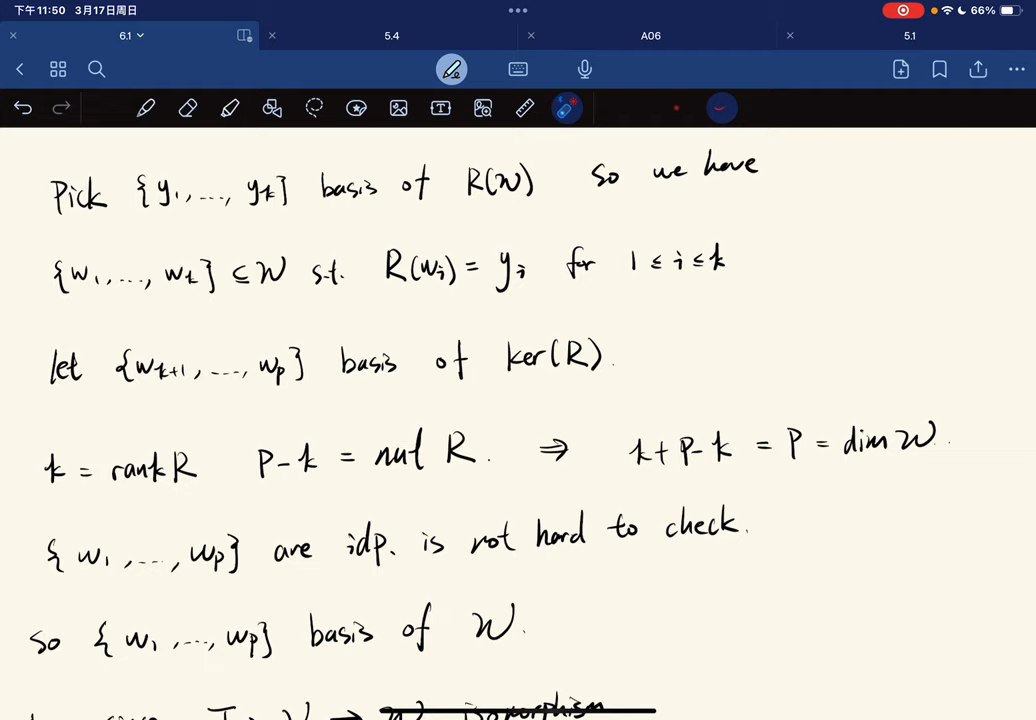 下午11:50 3月17日周日
66%
6.1
5.4
A06
5.1
Pick {y₁,...., yₖ} basis of R(W) so we have
{w₁,...., wₖ} ⊆ W s.t. R(wᵢ) = yᵢ for 1 ≤ i ≤ k
let {wₖ₊₁,...., wₚ} basis of ker(R).
k = rank R P-k = nul R. ⇒ k+P-k = P = dim W.
{w₁,...., wₚ} are idp. is not hard to check.
so {w₁,...., wₚ} basis of W.